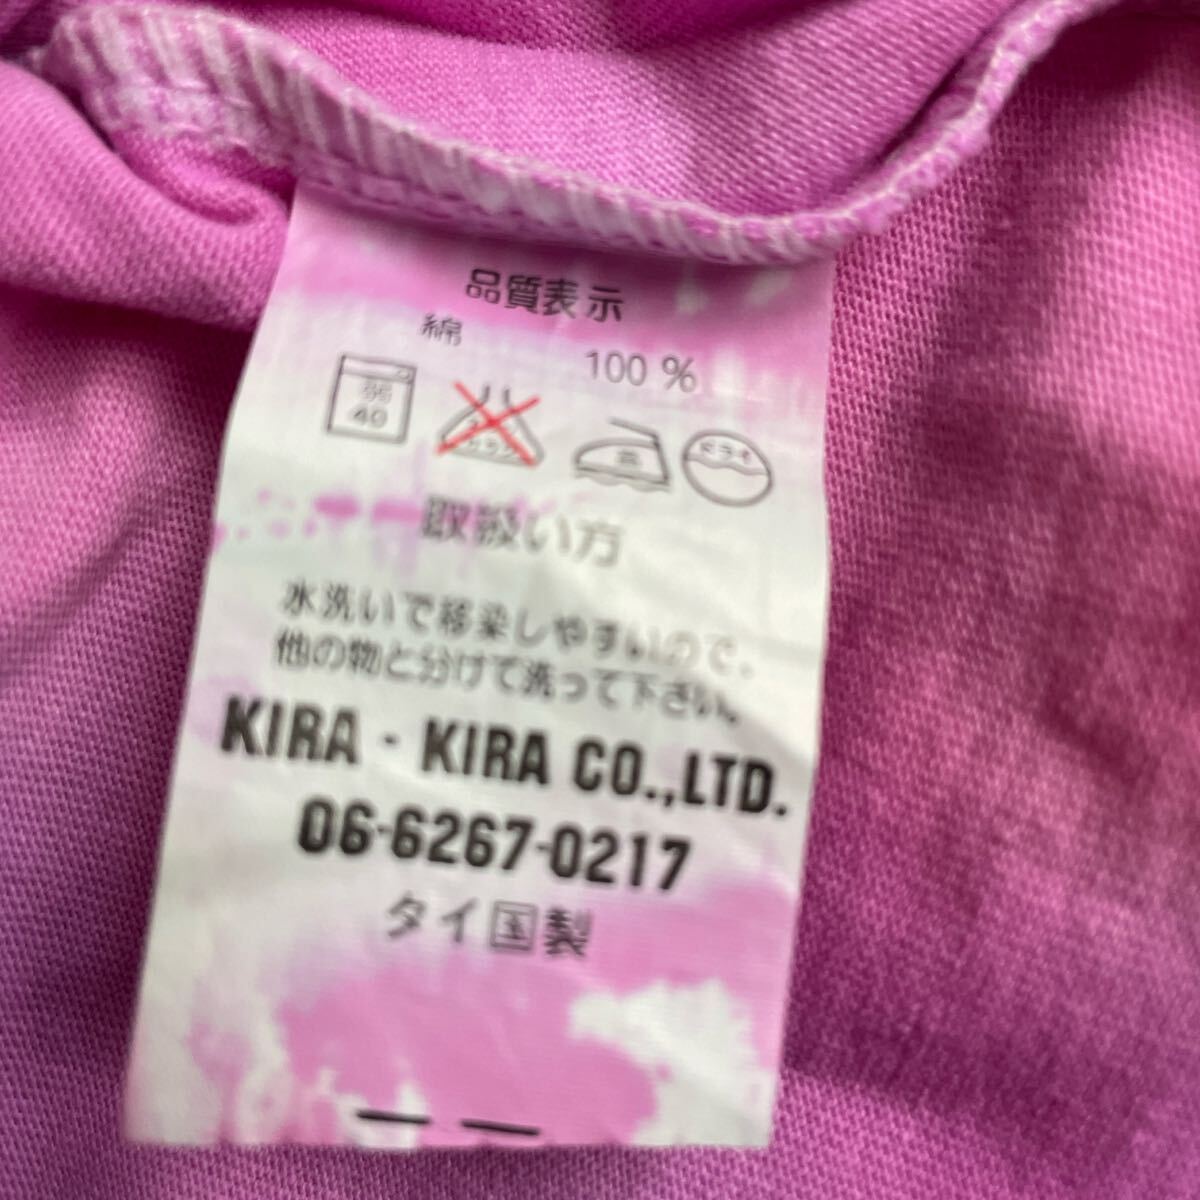 品質表示
綿 100 %
40
中
ドライ
取扱い方
水洗いで移染しやすいので、
他の物と分けて洗って下さい。
KIRA - KIRA CO.,LTD.
06-6267-0217
タイ国製